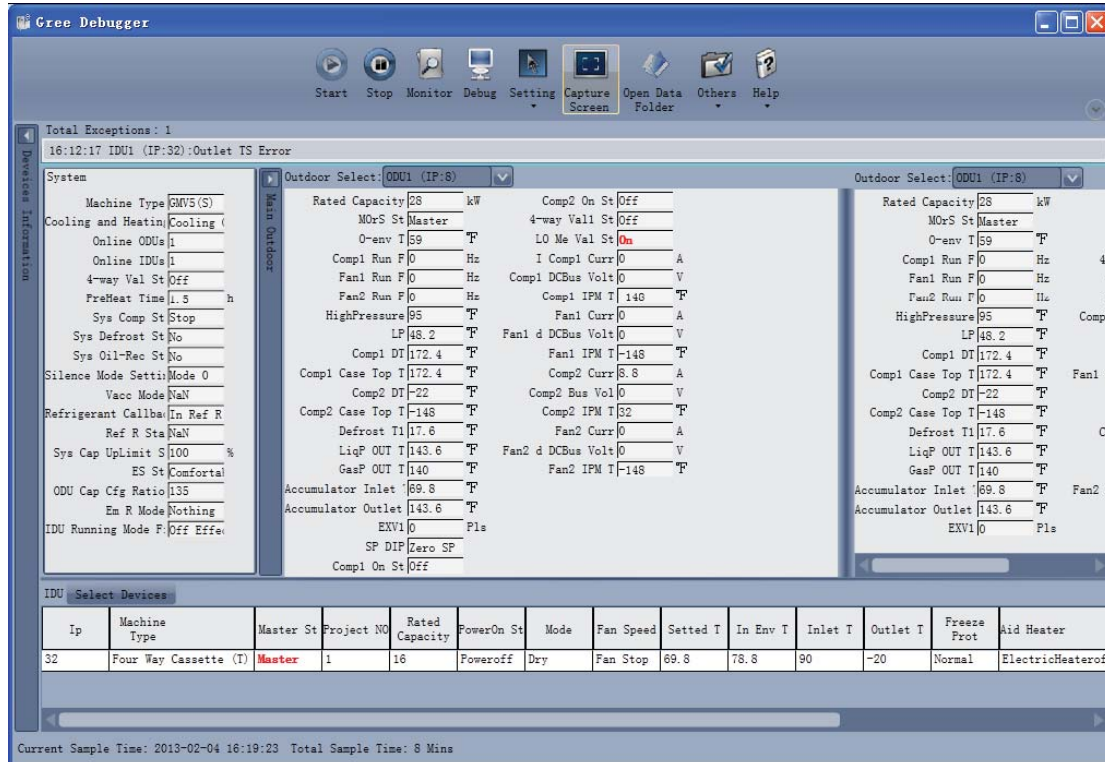 Gree Debugger
Start Stop Monitor Debug Setting Capture Screen Open Data Folder Others Help
Total Exceptions: 1
16:12:17 IDU1 (IP:32):Outlet TS Error
Deveices Information
System
Machine Type GMV5(S)
Cooling and Heatin Cooling
Online ODUs 1
Online IDUs 1
4-way Val St Off
PreHeat Time 1.5 h
Sys Comp St Stop
Sys Defrost St No
Sys Oil-Rec St No
Silence Mode Setti Mode 0
Vacc Mode NaN
Refrigerant Callba In Ref R
Ref R Sta NaN
Sys Cap UpLimit S 100 %
ES St Comfortal
ODU Cap Cfg Ratio 135
Em R Mode Nothing
IDU Running Mode F: Off Effe
Main Outdoor
Outdoor Select: ODU1 (IP:8)
Rated Capacity 28 kW
MOrS St Master
O-env T 59 °F
Comp1 Run F 0 Hz
Fan1 Run F 0 Hz
Fan2 Run F 0 Hz
HighPressure 95 °F
LP 48.2 °F
Comp1 DT 172.4 °F
Comp1 Case Top T 172.4 °F
Comp2 DT -22 °F
Comp2 Case Top T -148 °F
Defrost T1 17.6 °F
LiqP OUT T 143.6 °F
GasP OUT T 140 °F
Accumulator Inlet 69.8 °F
Accumulator Outlet 143.6 °F
EXV1 0 Pls
SP DIP Zero SP
Comp1 On St Off
Comp2 On St Off
4-way Val1 St Off
LO Me Val St On
I Comp1 Curr 0 A
Comp1 DCBus Volt 0 V
Comp1 IPM T 148 °F
Fan1 Curr 0 A
Fan1 d DCBus Volt 0 V
Fan1 IPM T -148 °F
Comp2 Curr 8.8 A
Comp2 Bus Vol 0 V
Comp2 IPM T 32 °F
Fan2 Curr 0 A
Fan2 d DCBus Volt 0 V
Fan2 IPM T -148 °F
Outdoor Select: ODU1 (IP:8)
Rated Capacity 28 kW
MOrS St Master
O-env T 59 °F
Comp1 Run F 0 Hz 4
Fan1 Run F 0 Hz
Fan2 Run F 0 Hz
HighPressure 95 °F Comp
LP 48.2 °F
Comp1 DT 172.4 °F
Comp1 Case Top T 172.4 °F Fan1
Comp2 DT -22 °F
Comp2 Case Top T -148 °F
Defrost T1 17.6 °F C
LiqP OUT T 143.6 °F
GasP OUT T 140 °F
Accumulator Inlet 69.8 °F Fan2
Accumulator Outlet 143.6 °F
EXV1 0 Pls
IDU Select Devices
Ip Machine Type Master St Project NO Rated Capacity PowerOn St Mode Fan Speed Setted T In Env T Inlet T Outlet T Freeze Prot Aid Heater
32 Four Way Cassette (T) Master 1 16 Poweroff Dry Fan Stop 69.8 78.8 90 -20 Normal ElectricHeaterof
Current Sample Time: 2013-02-04 16:19:23 Total Sample Time: 8 Mins